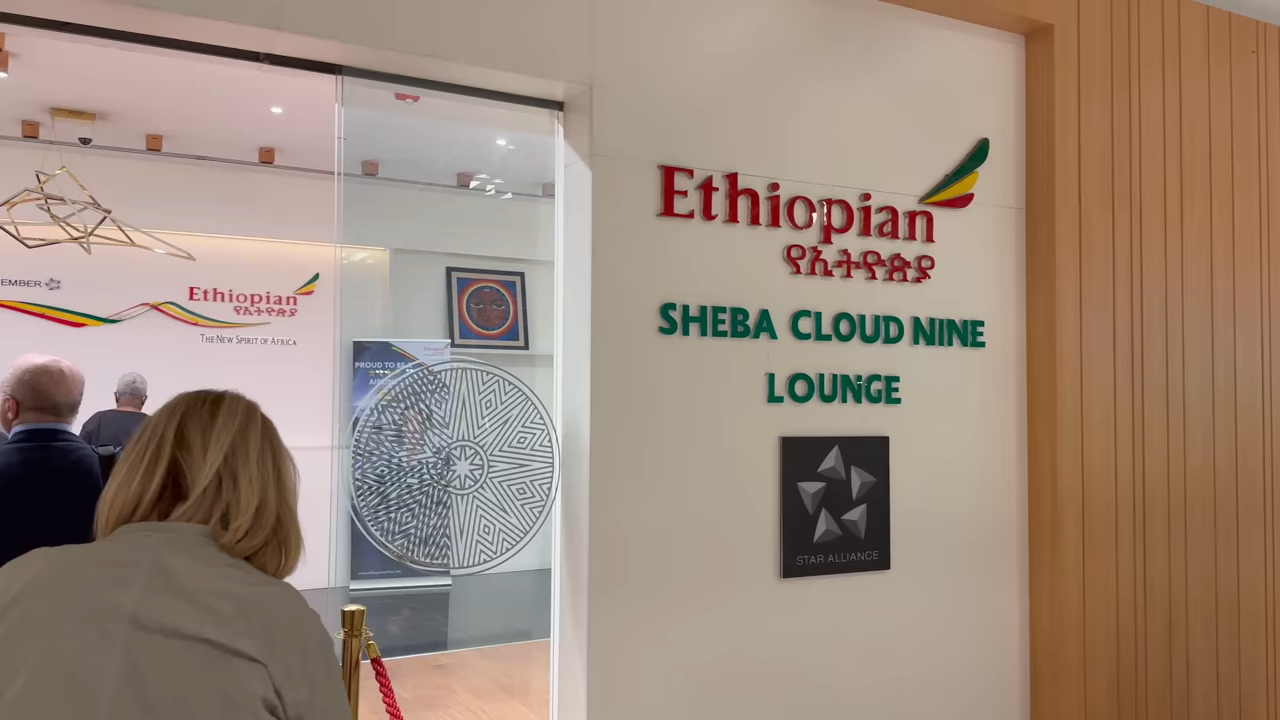 EMBER
Ethiopian
የኢትዮጵያ
THE NEW SPIRIT OF AFRICA
PROUD TO BE A
Ethiopian
የኢትዮጵያ
SHEBA CLOUD NINE
LOUNGE
STAR ALLIANCE